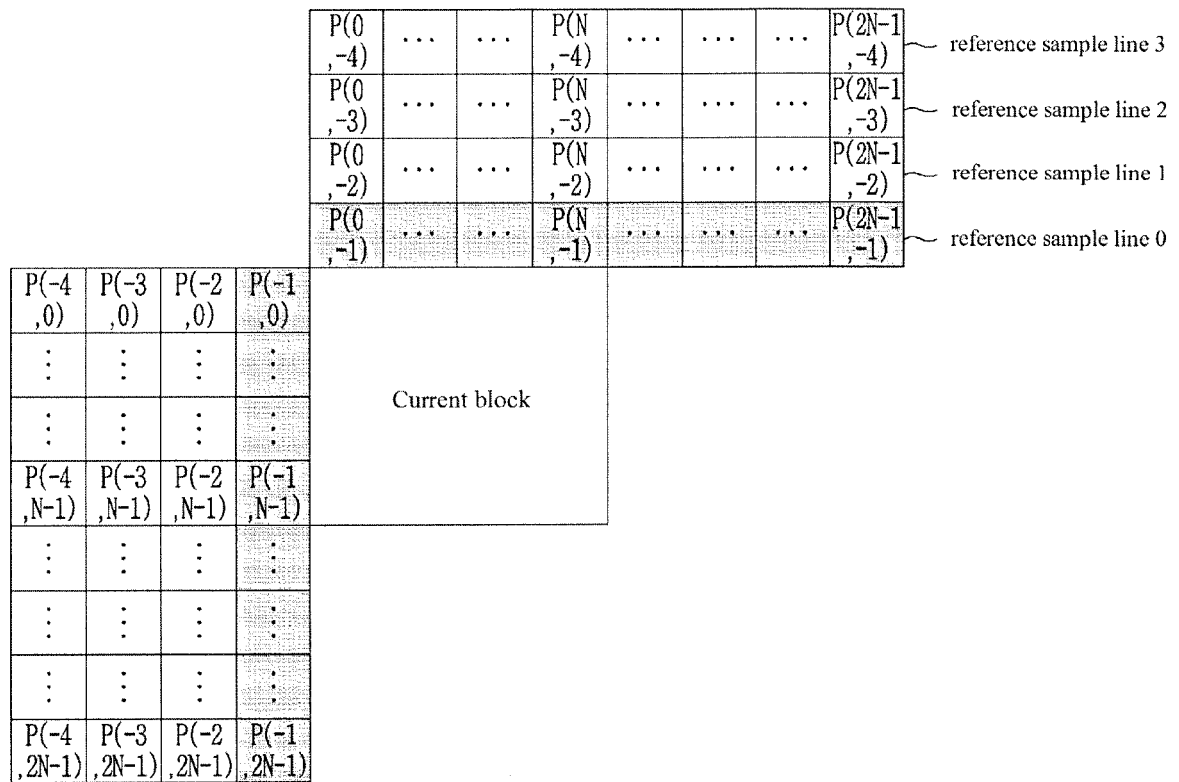 P(0 ,-4) ... ... P(N ,-4) ... ... ... P(2N-1 ,-4) reference sample line 3
P(0 ,-3) ... ... P(N ,-3) ... ... ... P(2N-1 ,-3) reference sample line 2
P(0 ,-2) ... ... P(N ,-2) ... ... ... P(2N-1 ,-2) reference sample line 1
P(0 ,-1) ... ... P(N ,-1) ... ... ... P(2N-1 ,-1) reference sample line 0
P(-4 ,0) P(-3 ,0) P(-2 ,0) P(-1 ,0)
⋮ ⋮ ⋮ ⋮
⋮ ⋮ ⋮ ⋮
Current block
P(-4 ,N-1) P(-3 ,N-1) P(-2 ,N-1) P(-1 ,N-1)
⋮ ⋮ ⋮ ⋮
⋮ ⋮ ⋮ ⋮
⋮ ⋮ ⋮ ⋮
P(-4 ,2N-1) P(-3 ,2N-1) P(-2 ,2N-1) P(-1 ,2N-1)